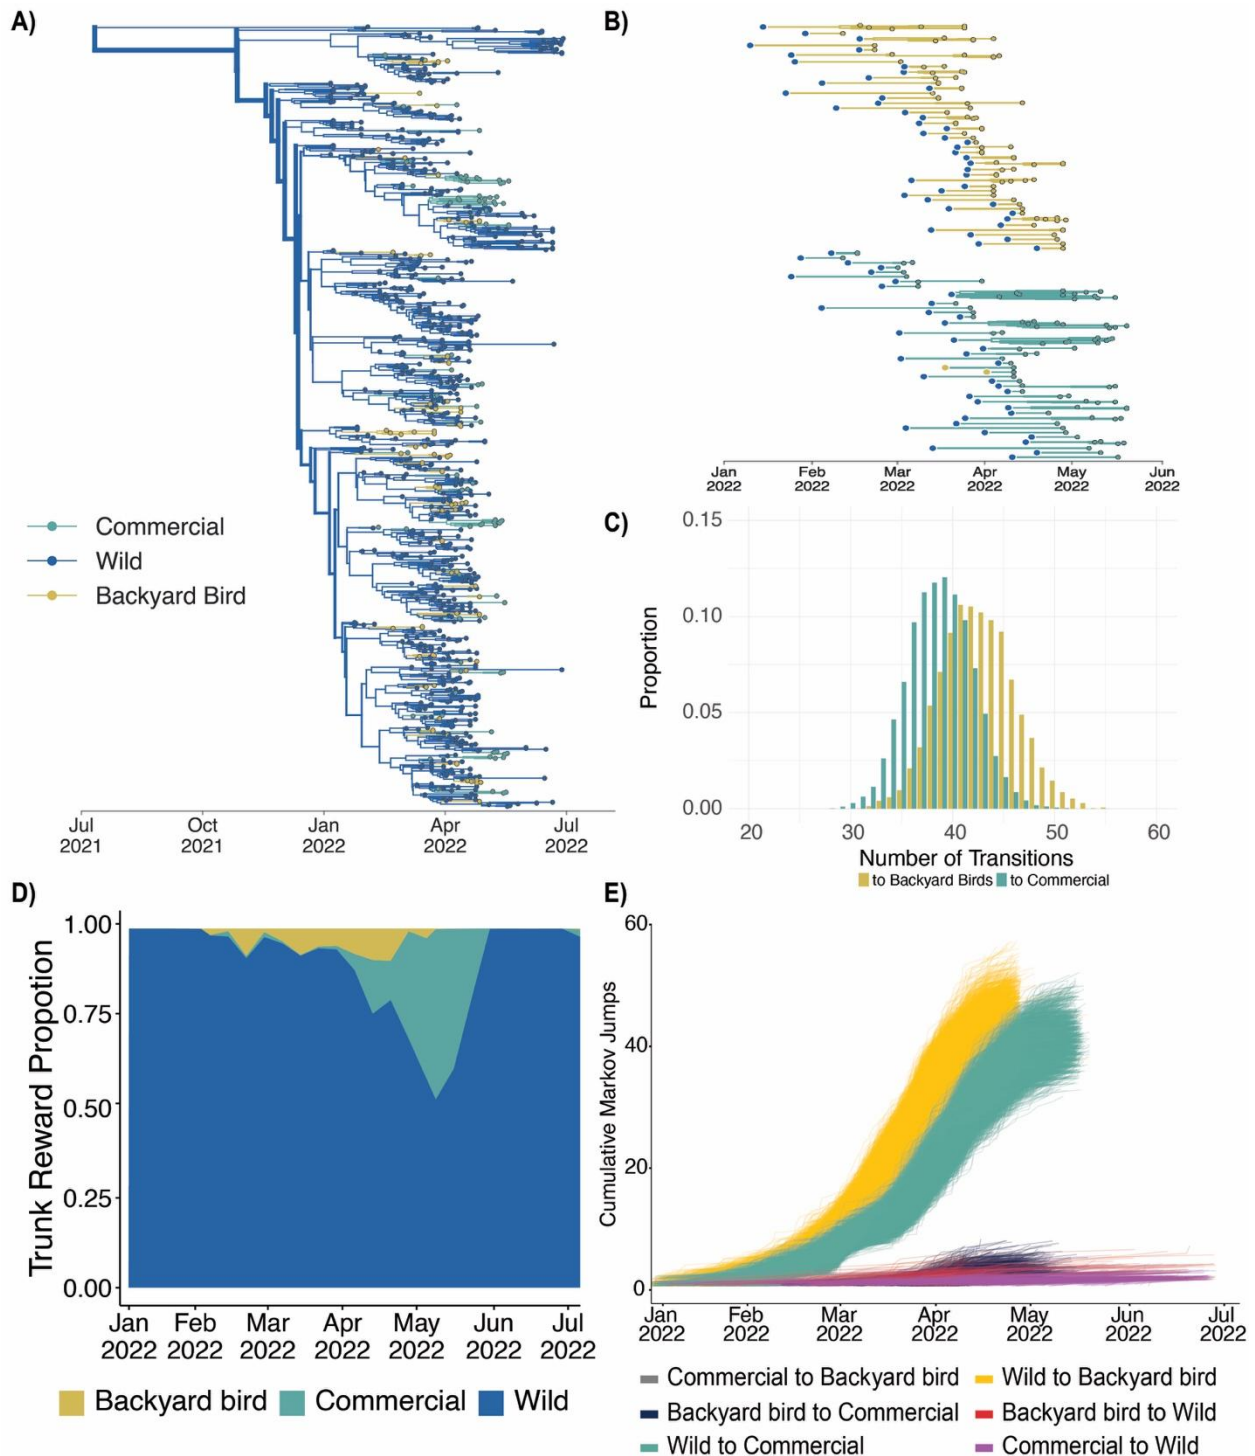 A)
Commercial
Wild
Backyard Bird
Jul Oct Jan Apr Jul
2021 2021 2022 2022 2022
B)
Jan Feb Mar Apr May Jun
2022 2022 2022 2022 2022 2022
C)
0.15
0.10
0.05
0.00
Proportion
20 30 40 50 60
Number of Transitions
to Backyard Birds to Commercial
D)
1.00
0.75
0.50
0.25
0.00
Trunk Reward Propotion
Jan Feb Mar Apr May Jun Jul
2022 2022 2022 2022 2022 2022 2022
Backyard bird Commercial Wild
E)
60
40
20
0
Cumulative Markov Jumps
Jan Feb Mar Apr May Jun Jul
2022 2022 2022 2022 2022 2022 2022
Commercial to Backyard bird Wild to Backyard bird
Backyard bird to Commercial Backyard bird to Wild
Wild to Commercial Commercial to Wild